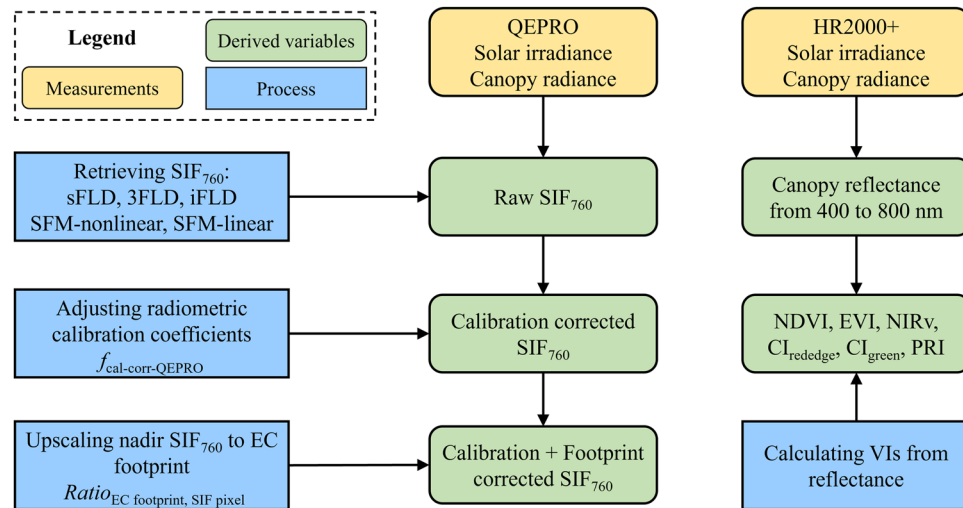 Legend
Derived variables
Measurements
Process
QEPRO
Solar irradiance
Canopy radiance
HR2000+
Solar irradiance
Canopy radiance
Retrieving SIF760:
sFLD, 3FLD, iFLD
SFM-nonlinear, SFM-linear
Raw SIF760
Canopy reflectance
from 400 to 800 nm
Adjusting radiometric
calibration coefficients
fcal-corr-QEPRO
Calibration corrected
SIF760
NDVI, EVI, NIRv,
CIrededge, CIgreen, PRI
Upscaling nadir SIF760 to EC
footprint
RatioEC footprint, SIF pixel
Calibration + Footprint
corrected SIF760
Calculating VIs from
reflectance